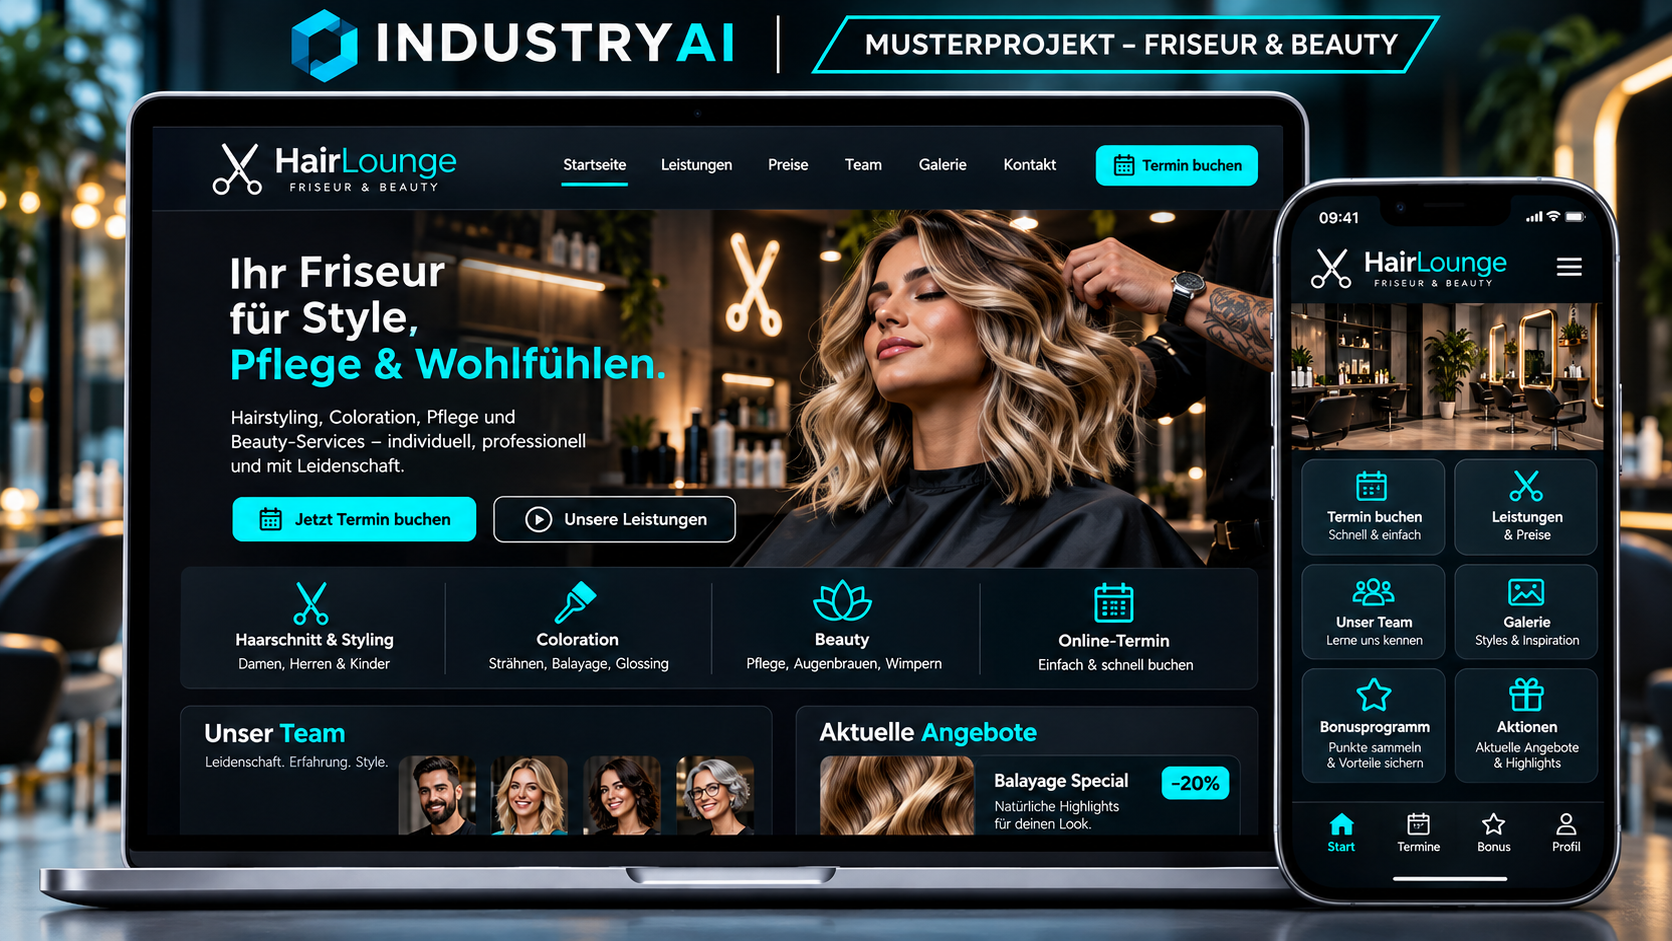 INDUSTRYAI
MUSTERPROJEKT – FRISEUR & BEAUTY
HairLounge
FRISEUR & BEAUTY
Startseite
Leistungen
Preise
Team
Galerie
Kontakt
Termin buchen
Ihr Friseur
für Style,
Pflege & Wohlfühlen.
Hairstyling, Coloration, Pflege und
Beauty-Services – individuell, professionell
und mit Leidenschaft.
Jetzt Termin buchen
Unsere Leistungen
Haarschnitt & Styling
Damen, Herren & Kinder
Coloration
Strähnen, Balayage, Glossing
Beauty
Pflege, Augenbrauen, Wimpern
Online-Termin
Einfach & schnell buchen
Unser Team
Leidenschaft. Erfahrung. Style.
Aktuelle Angebote
Balayage Special
-20%
Natürliche Highlights
für deinen Look.
09:41
HairLounge
FRISEUR & BEAUTY
Termin buchen
Schnell & einfach
Leistungen
& Preise
Unser Team
Lerne uns kennen
Galerie
Styles & Inspiration
Bonusprogramm
Punkte sammeln
& Vorteile sichern
Aktionen
Aktuelle Angebote
& Highlights
Start
Termine
Bonus
Profil